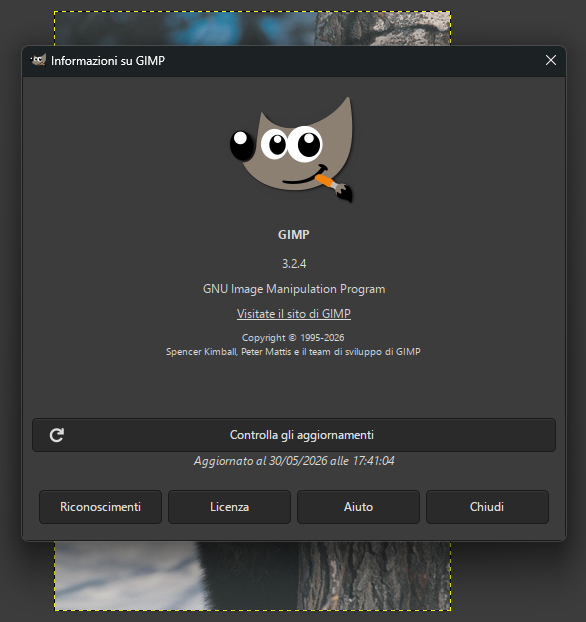 Informazioni su GIMP
GIMP
3.2.4
GNU Image Manipulation Program
Visitate il sito di GIMP
Copyright © 1995-2026
Spencer Kimball, Peter Mattis e il team di sviluppo di GIMP
Controlla gli aggiornamenti
Aggiornato al 30/05/2026 alle 17:41:04
Riconoscimenti
Licenza
Aiuto
Chiudi